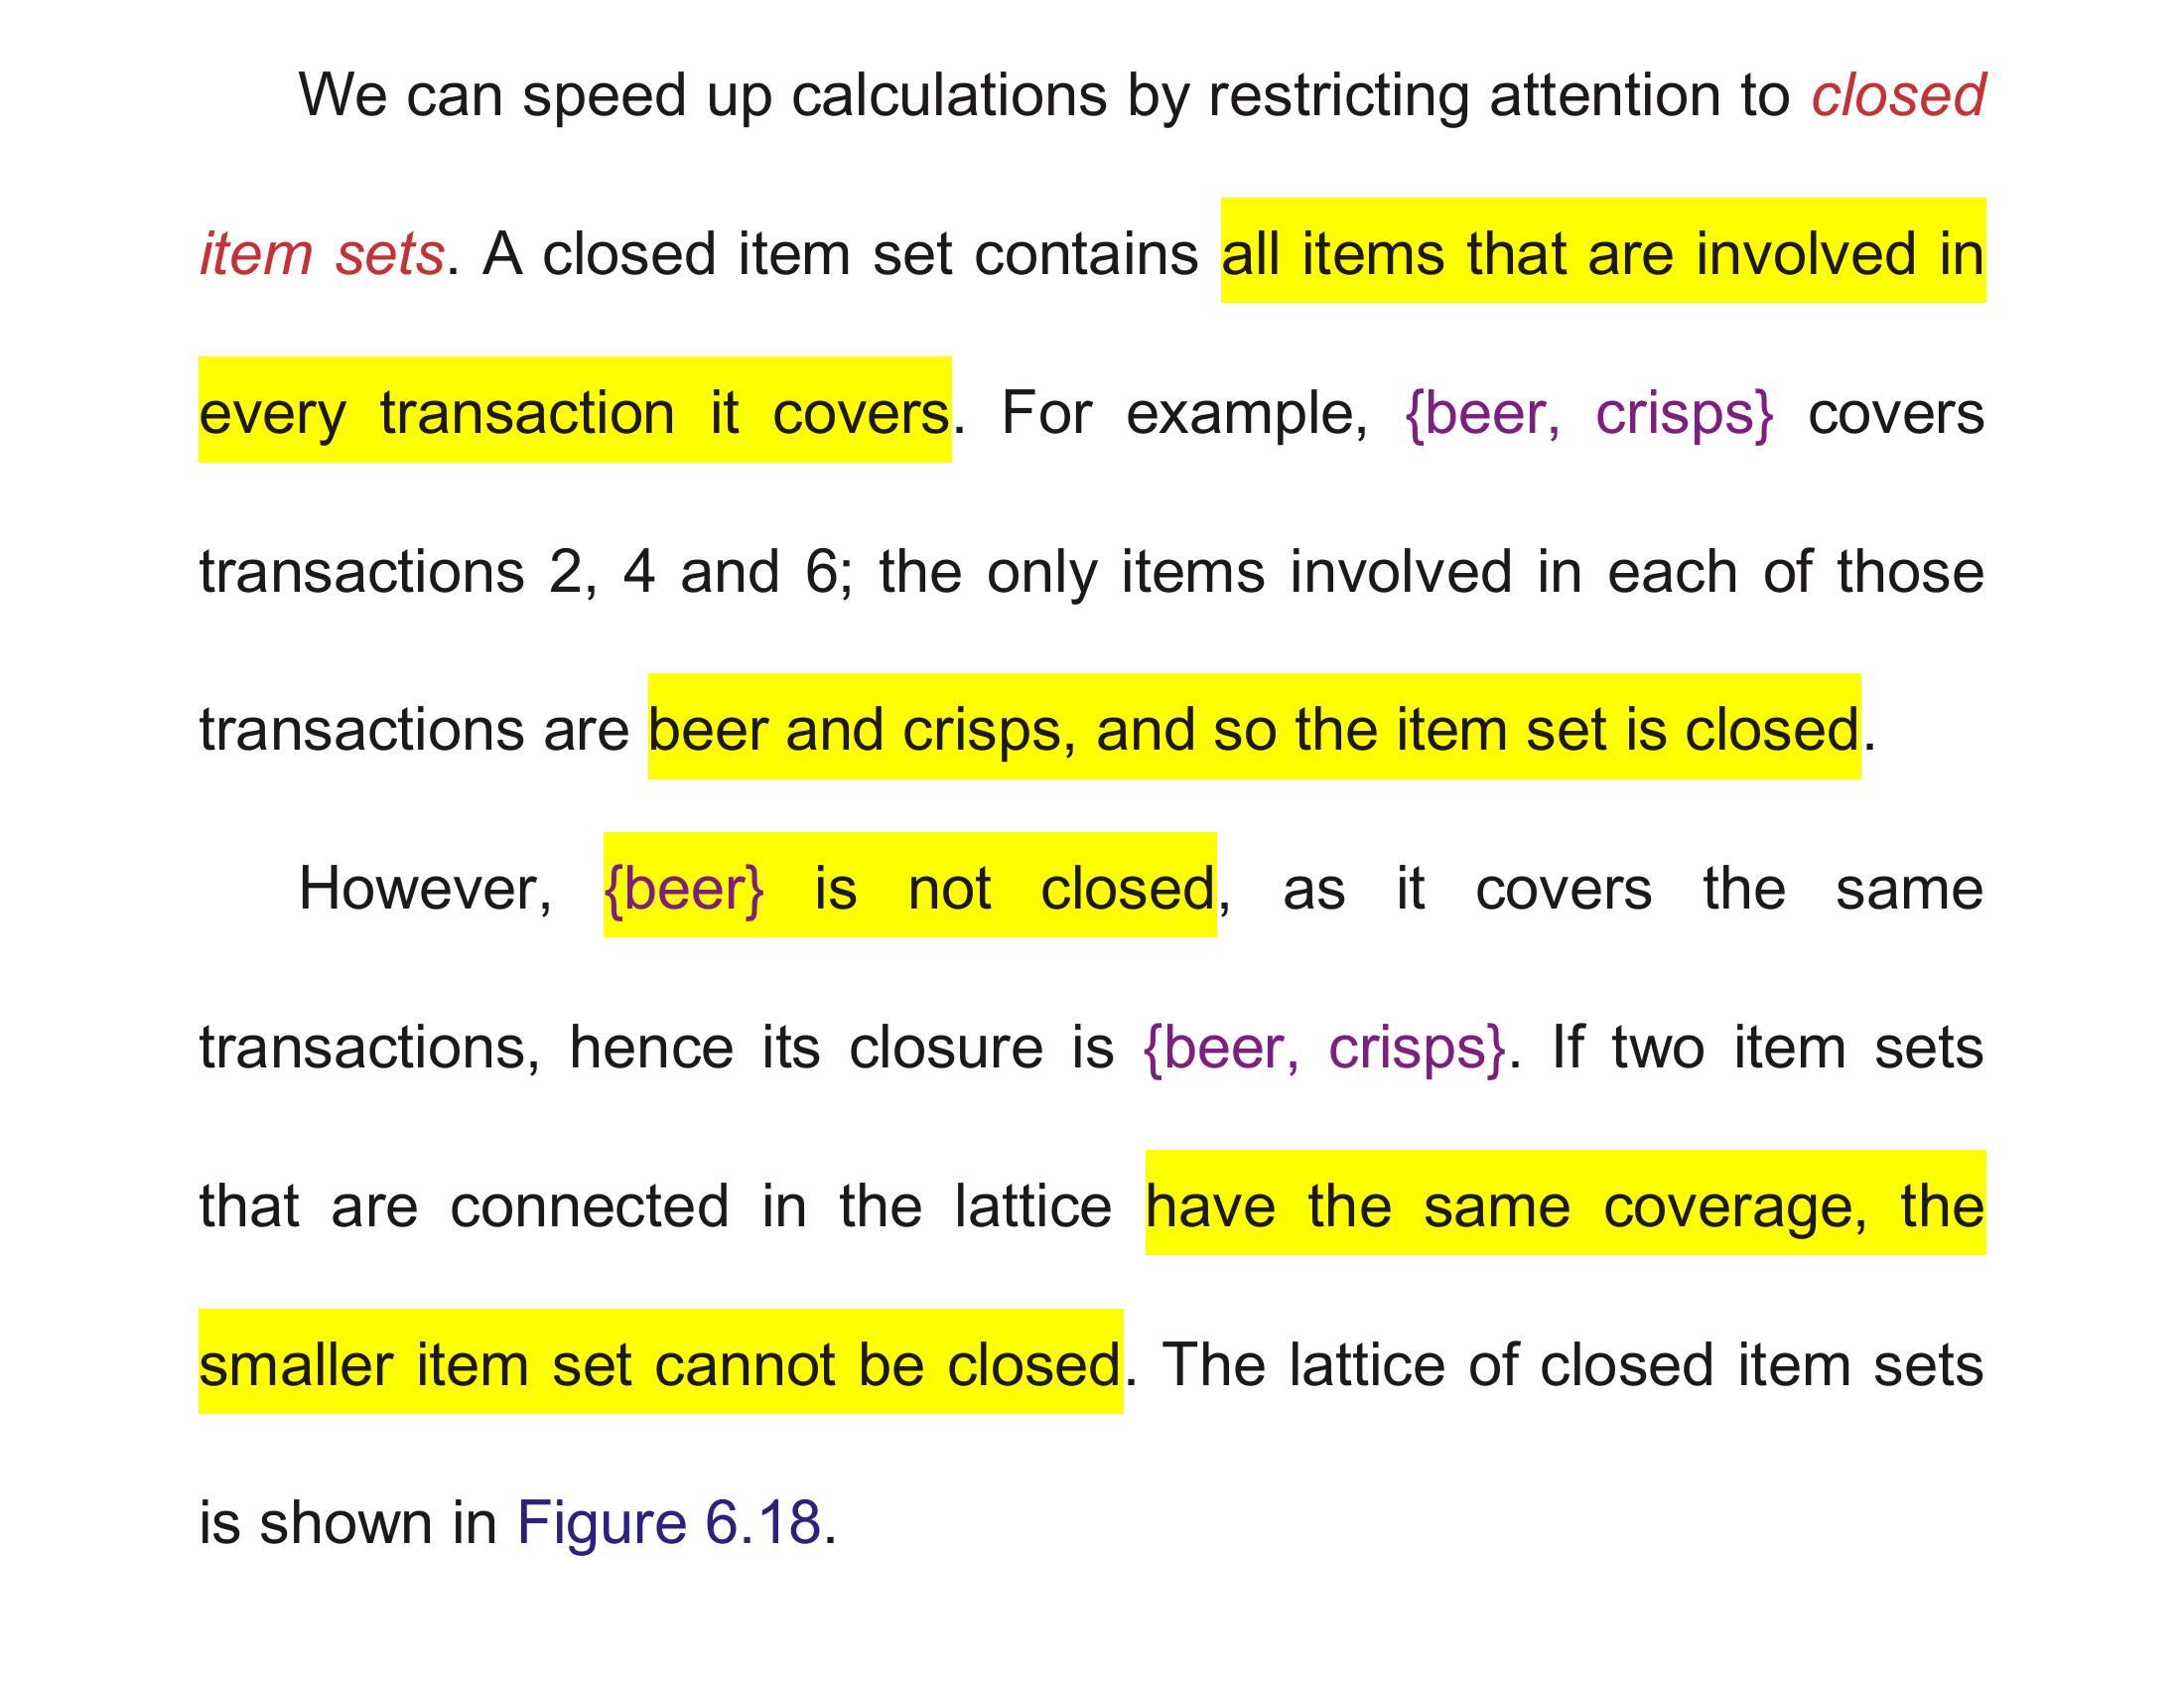 We can speed up calculations by restricting attention to closed
item sets. A closed item set contains all items that are involved in
every transaction it covers. For example, {beer, crisps} covers
transactions 2, 4 and 6; the only items involved in each of those
transactions are beer and crisps, and so the item set is closed.
However, {beer} is not closed, as it covers the same
transactions, hence its closure is {beer, crisps}. If two item sets
that are connected in the lattice have the same coverage, the
smaller item set cannot be closed. The lattice of closed item sets
is shown in Figure 6.18.